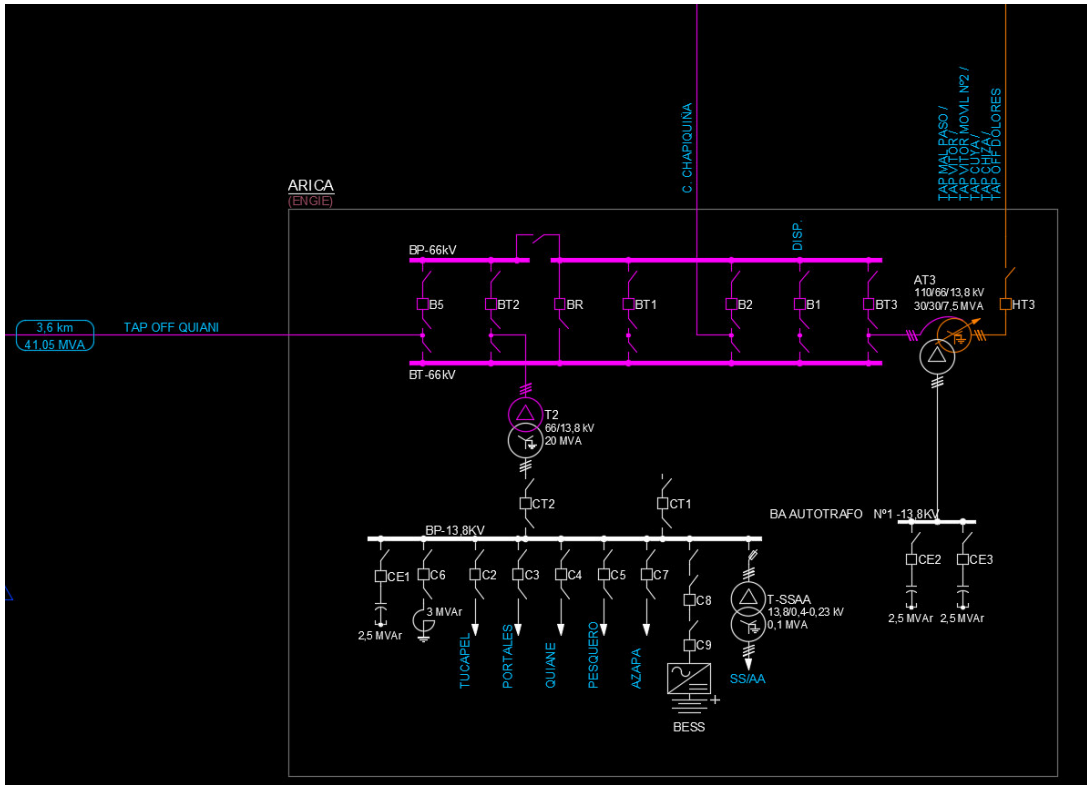 TAP MAL PASO /
TAP VITOR /
TAP VITOR MOVIL Nº2 /
TAP CUYA /
TAP CHIZA /
TAP OFF DOLORES
C. CHAPIQUIÑA
ARICA
(ENGIE)
DISP.
BP-66kV
AT3
110/66/13,8 kV
30/30/7,5 MVA
B5
BT2
BR
BT1
B2
B1
BT3
HT3
3,6 km
41,05 MVA
TAP OFF QUIANI
BT-66kV
T2
66/13,8 kV
20 MVA
CT2
CT1
BA AUTOTRAFO Nº1 -13,8KV
BP-13,8KV
CE1
C6
C2
C3
C4
C5
C7
CE2
CE3
C8
T-SSAA
13,8/0,4-0,23 kV
0,1 MVA
3 MVAr
2,5 MVAr
2,5 MVAr
2,5 MVAr
C9
TUCAPEL
PORTALES
QUIANE
PESQUERO
AZAPA
SS/AA
+
BESS